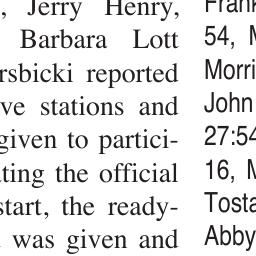 , Jerry Henry,
Barbara Lott
rsbicki reported
ve stations and
given to partici-
ting the official
start, the ready-
was given and
Frank
54, M
Morri
John
27:54
16, M
Tosta
Abby